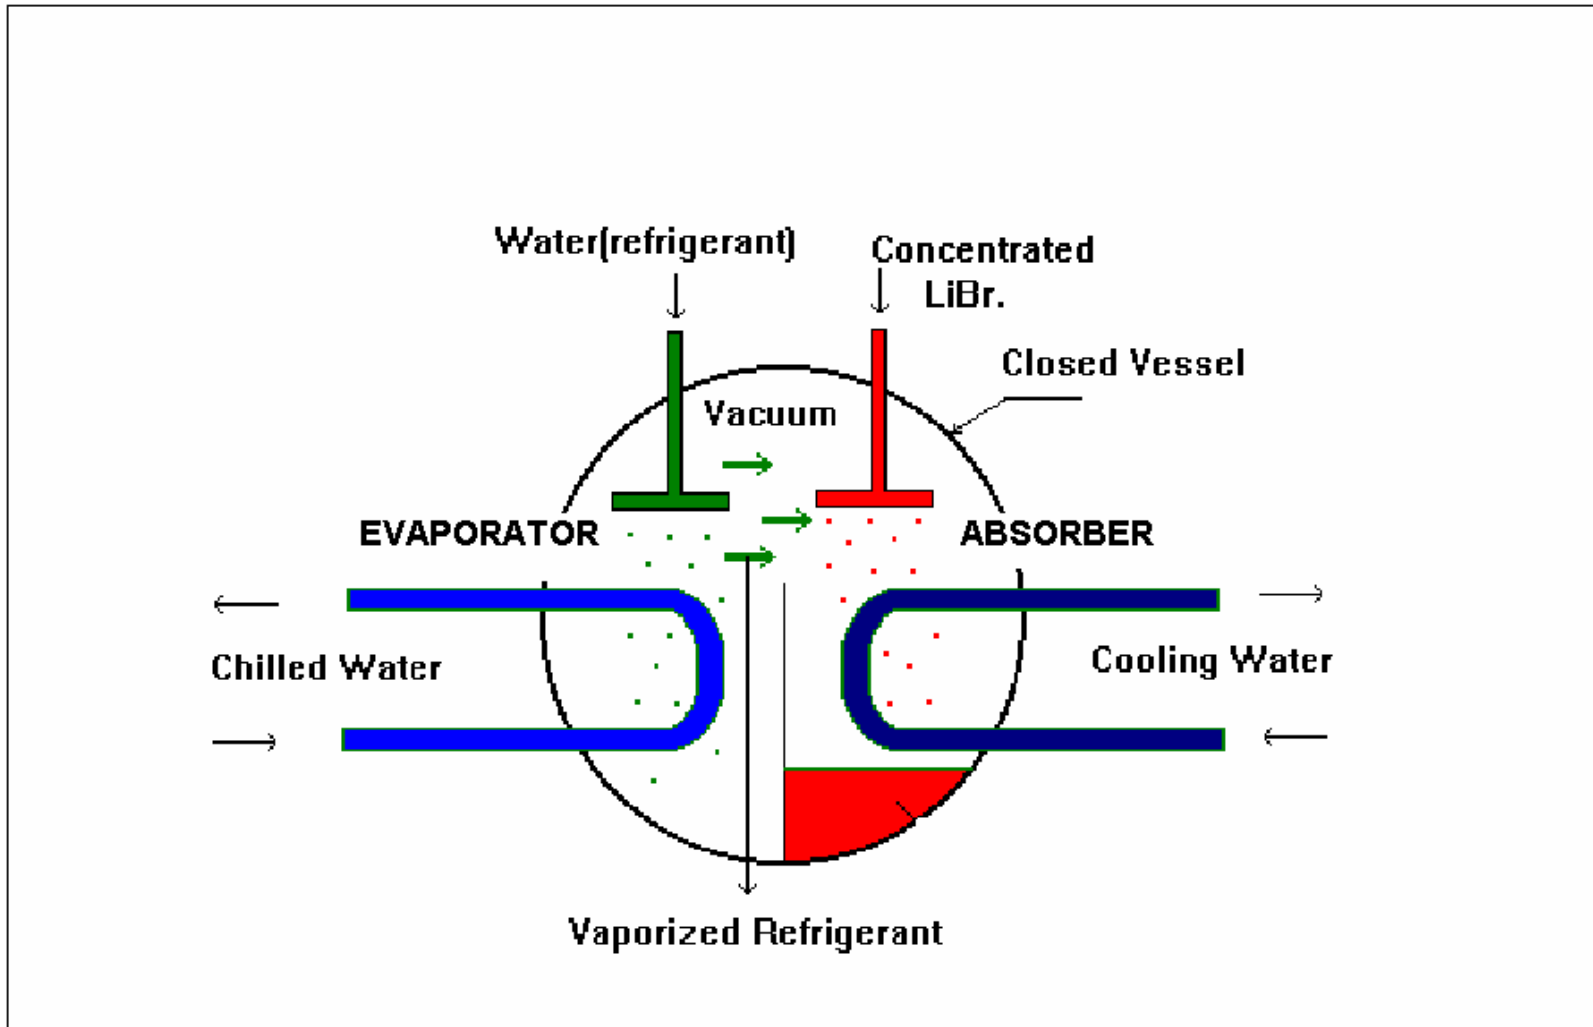 Water(refrigerant)
Concentrated
LiBr.
Closed Vessel
Vacuum
EVAPORATOR
ABSORBER
Chilled Water
Cooling Water
Vaporized Refrigerant